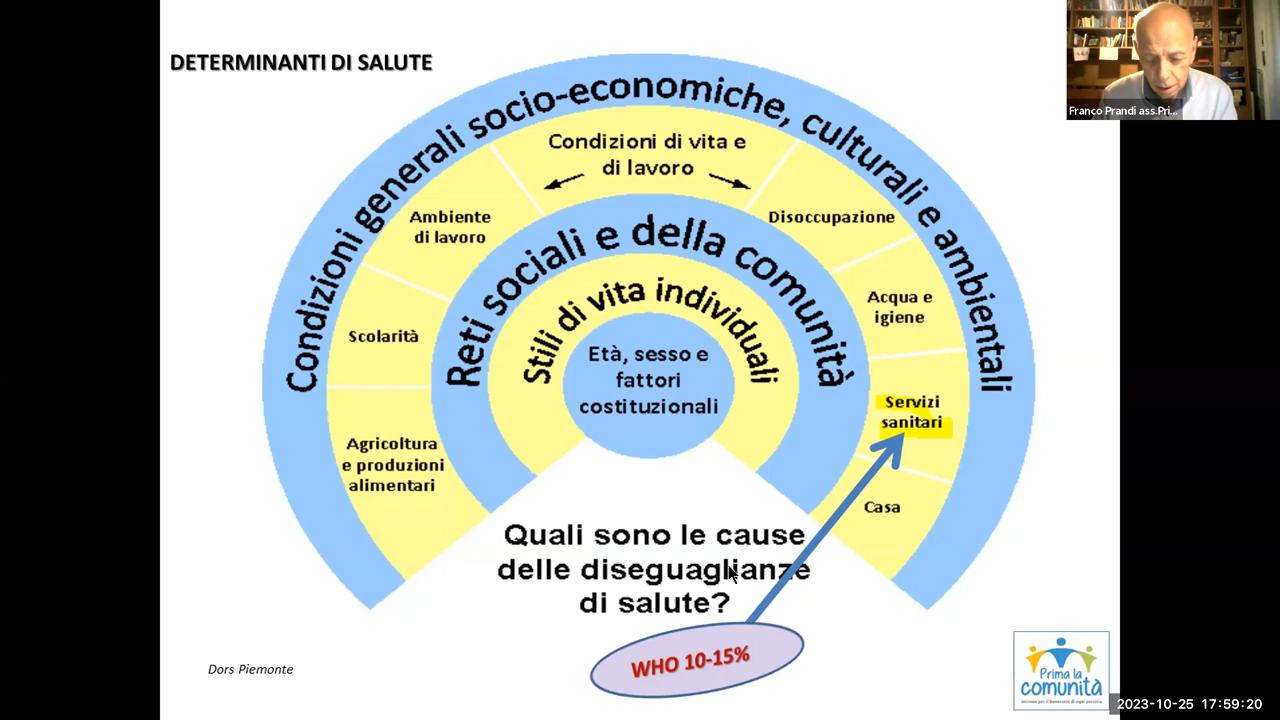 DETERMINANTI DI SALUTE
Franco Prandi ass.Pri...
Condizioni generali socio-economiche, culturali e ambientali
Condizioni di vita e
di lavoro
Ambiente
di lavoro
Disoccupazione
Reti sociali e della comunità
Stili di vita individuali
Acqua e
igiene
Scolarità
Età, sesso e
fattori
costituzionali
Servizi
sanitari
Agricoltura
e produzioni
alimentari
Casa
Quali sono le cause
delle diseguaglianze
di salute?
WHO 10-15%
Dors Piemonte
Prima la
comunità
2023-10-25 17:59:20